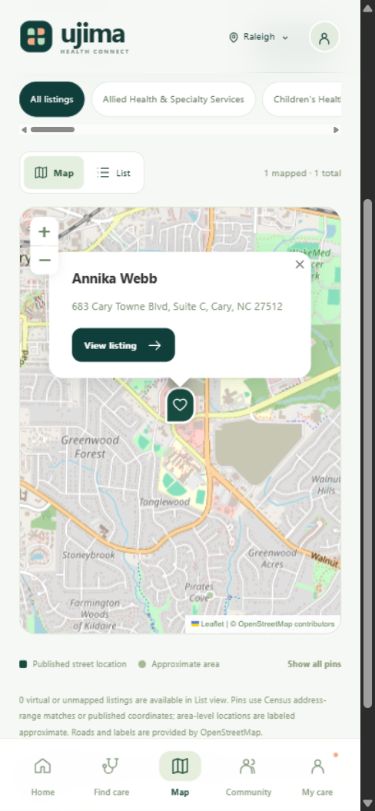 ujima
HEALTH CONNECT
Raleigh
All listings
Allied Health & Specialty Services
Children's Healt
Map
List
1 mapped · 1 total
+
−
Annika Webb
683 Cary Towne Blvd, Suite C, Cary, NC 27512
View listing
Greenwood
Forest
Tanglewood
Walnut
Hills
Stoneybrook
Greenwood
Acres
Walnut
Pirates
Cove
Farmington
Woods
of Kildaire
Leaflet | © OpenStreetMap contributors
Published street location
Approximate area
Show all pins
0 virtual or unmapped listings are available in List view. Pins use Census address-
range matches or published coordinates; area-level locations are labeled
approximate. Roads and labels are provided by OpenStreetMap.
Home
Find care
Map
Community
My care